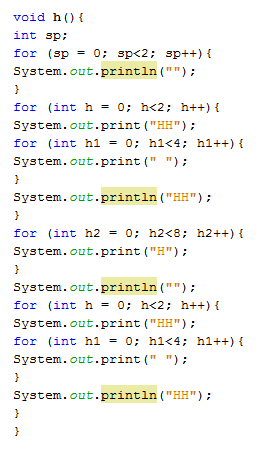 void h(){
int sp;
for (sp = 0; sp<2; sp++){
System.out.println("");
}
for (int h = 0; h<2; h++){
System.out.print("HH");
for (int h1 = 0; h1<4; h1++){
System.out.print(" ");
}
System.out.println("HH");
}
for (int h2 = 0; h2<8; h2++){
System.out.print("H");
}
System.out.println("");
for (int h = 0; h<2; h++){
System.out.print("HH");
for (int h1 = 0; h1<4; h1++){
System.out.print(" ");
}
System.out.println("HH");
}
}